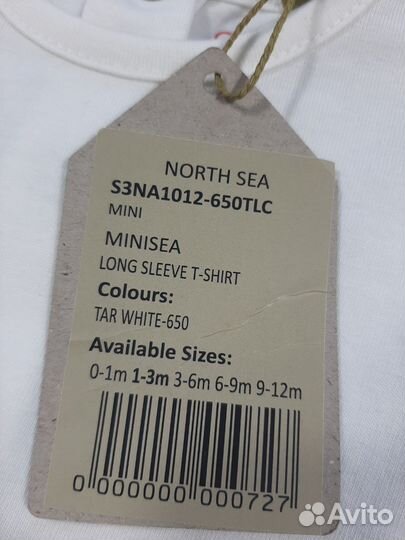 NORTH SEA
S3NA1012-650TLC
MINI
MINISEA
LONG SLEEVE T-SHIRT
Colours:
TAR WHITE-650
Available Sizes:
0-1m 1-3m 3-6m 6-9m 9-12m
0 000000 000727
Avito